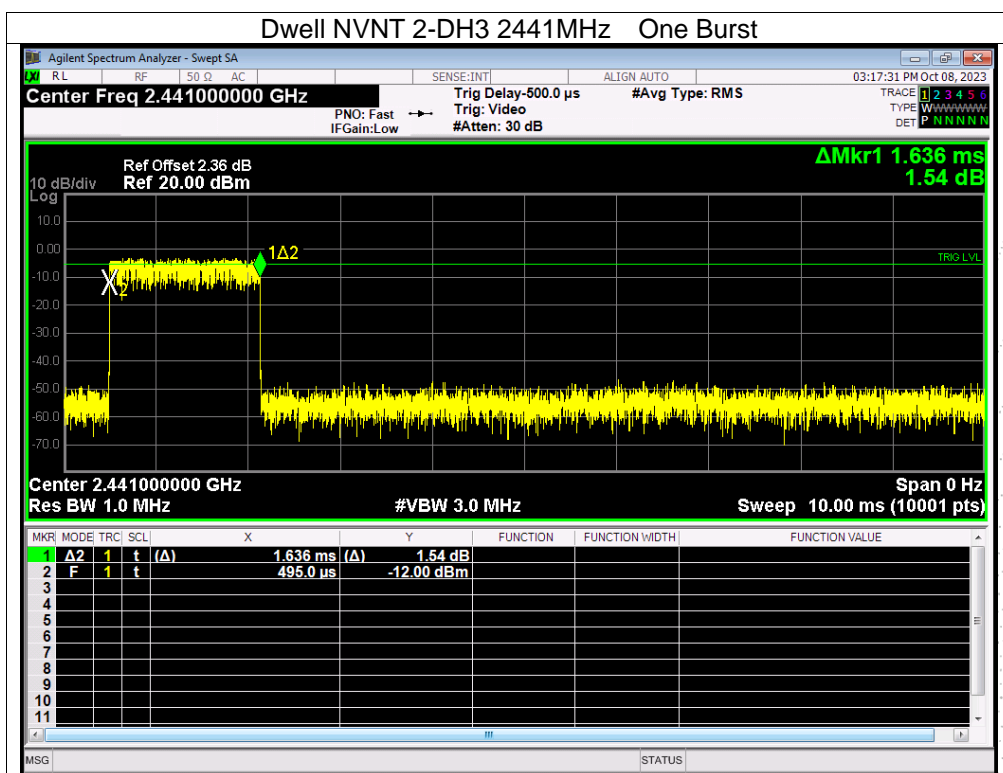 Dwell NVNT 2-DH3 2441MHz One Burst
Agilent Spectrum Analyzer - Swept SA
LXI RL RF 50 Ω AC SENSE:INT ALIGN AUTO 03:17:31 PM Oct 08, 2023
Center Freq 2.441000000 GHz Trig Delay-500.0 µs #Avg Type: RMS TRACE 1 2 3 4 5 6
PNO: Fast Trig: Video TYPE WWWWWW
IFGain:Low #Atten: 30 dB DET P N N N N N
ΔMkr1 1.636 ms
Ref Offset 2.36 dB
10 dB/div Ref 20.00 dBm 1.54 dB
Log
10.0
0.00
1Δ2
TRIG LVL
-10.0
X2
-20.0
-30.0
-40.0
-50.0
-60.0
-70.0
Center 2.441000000 GHz Span 0 Hz
Res BW 1.0 MHz #VBW 3.0 MHz Sweep 10.00 ms (10001 pts)
MKR MODE TRC SCL X Y FUNCTION FUNCTION WIDTH FUNCTION VALUE
1 Δ2 1 t (Δ) 1.636 ms (Δ) 1.54 dB
2 F 1 t 495.0 µs -12.00 dBm
3
4
5
6
7
8
9
10
11
MSG STATUS